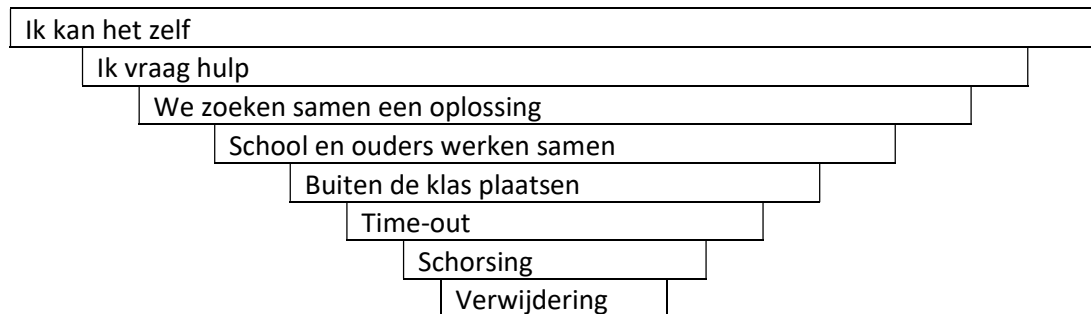 Ik kan het zelf
Ik vraag hulp
We zoeken samen een oplossing
School en ouders werken samen
Buiten de klas plaatsen
Time-out
Schorsing
Verwijdering